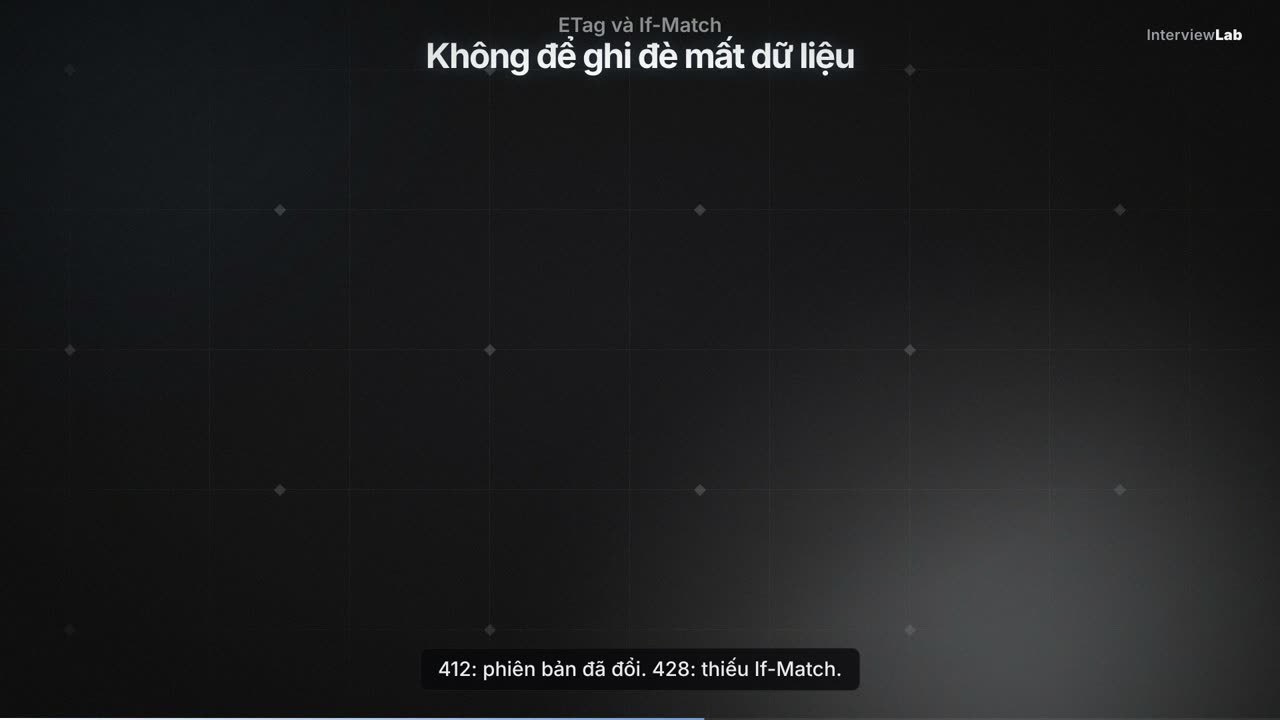 ETag và If-Match
Không để ghi đè mất dữ liệu
InterviewLab
412: phiên bản đã đổi. 428: thiếu If-Match.